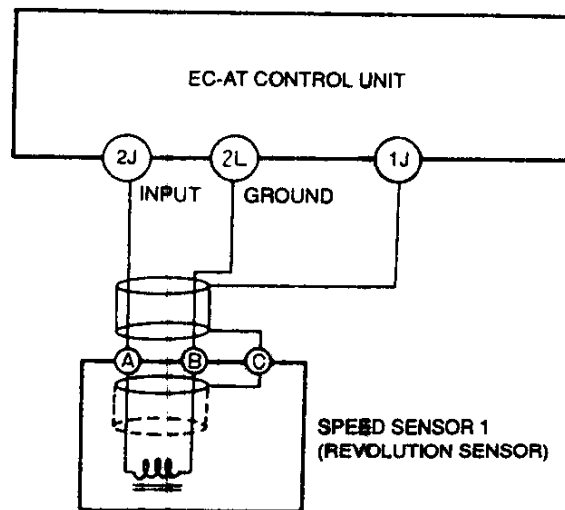 EC-AT CONTROL UNIT
2J 2L 1J
INPUT GROUND
A B C
SPEED SENSOR 1
(REVOLUTION SENSOR)